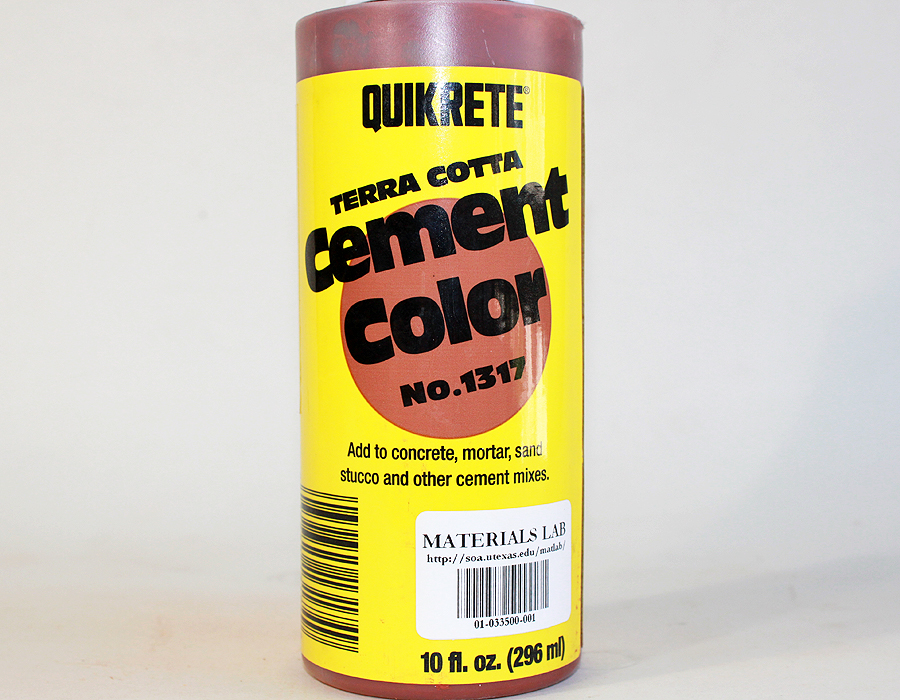 QUIKRETE®
TERRA COTTA
Cement
Color
No.1317
Add to concrete, mortar, sand
stucco and other cement mixes.
MATERIALS LAB
http://soa.utexas.edu/matlab/
01-033500-001
10 fl. oz. (296 ml)